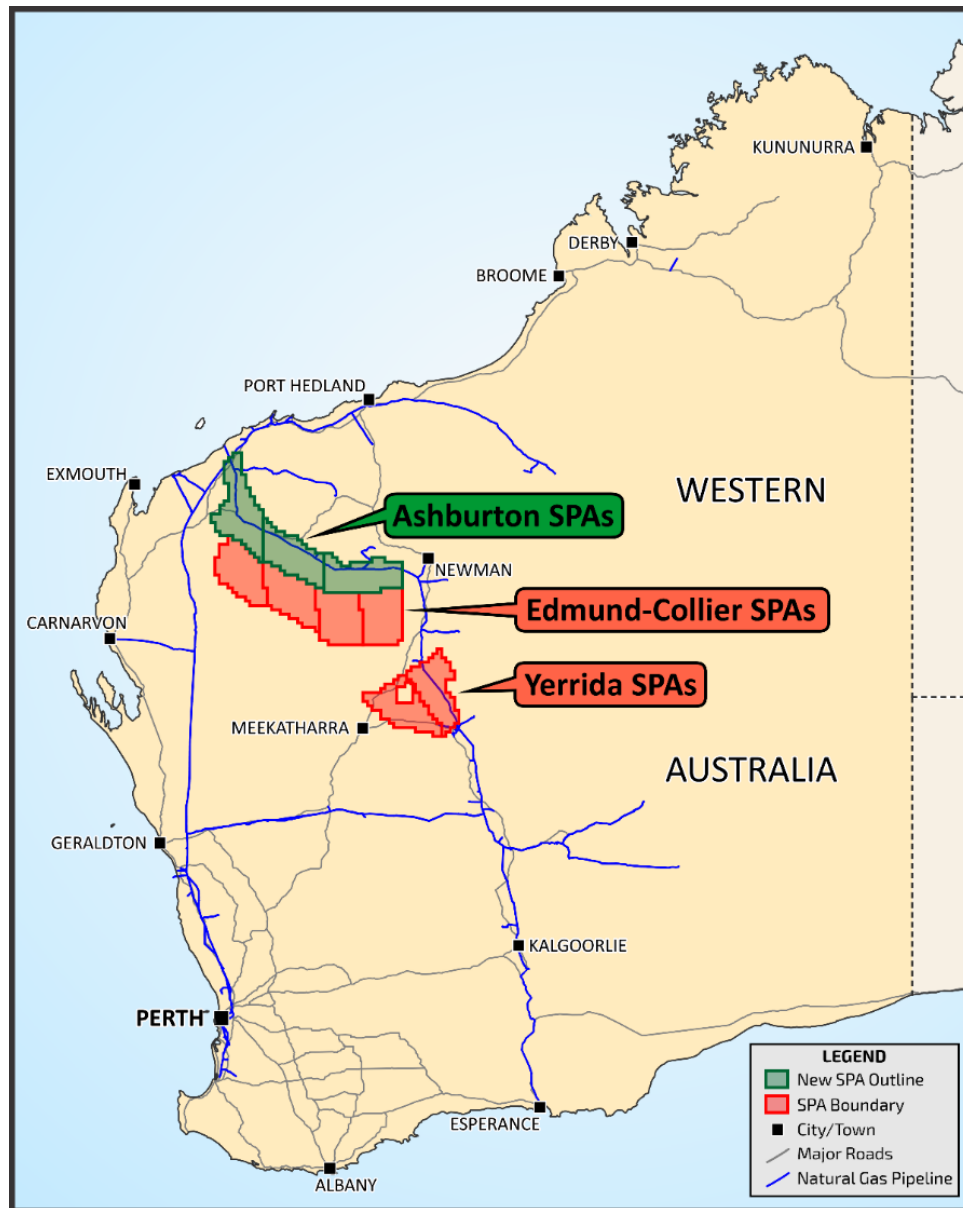 KUNUNURRA
DERBY
BROOME
PORT HEDLAND
EXMOUTH
WESTERN
Ashburton SPAs
NEWMAN
Edmund-Collier SPAs
CARNARVON
Yerrida SPAs
MEEKATHARRA
AUSTRALIA
GERALDTON
KALGOORLIE
PERTH
ESPERANCE
ALBANY
LEGEND
New SPA Outline
SPA Boundary
City/Town
Major Roads
Natural Gas Pipeline